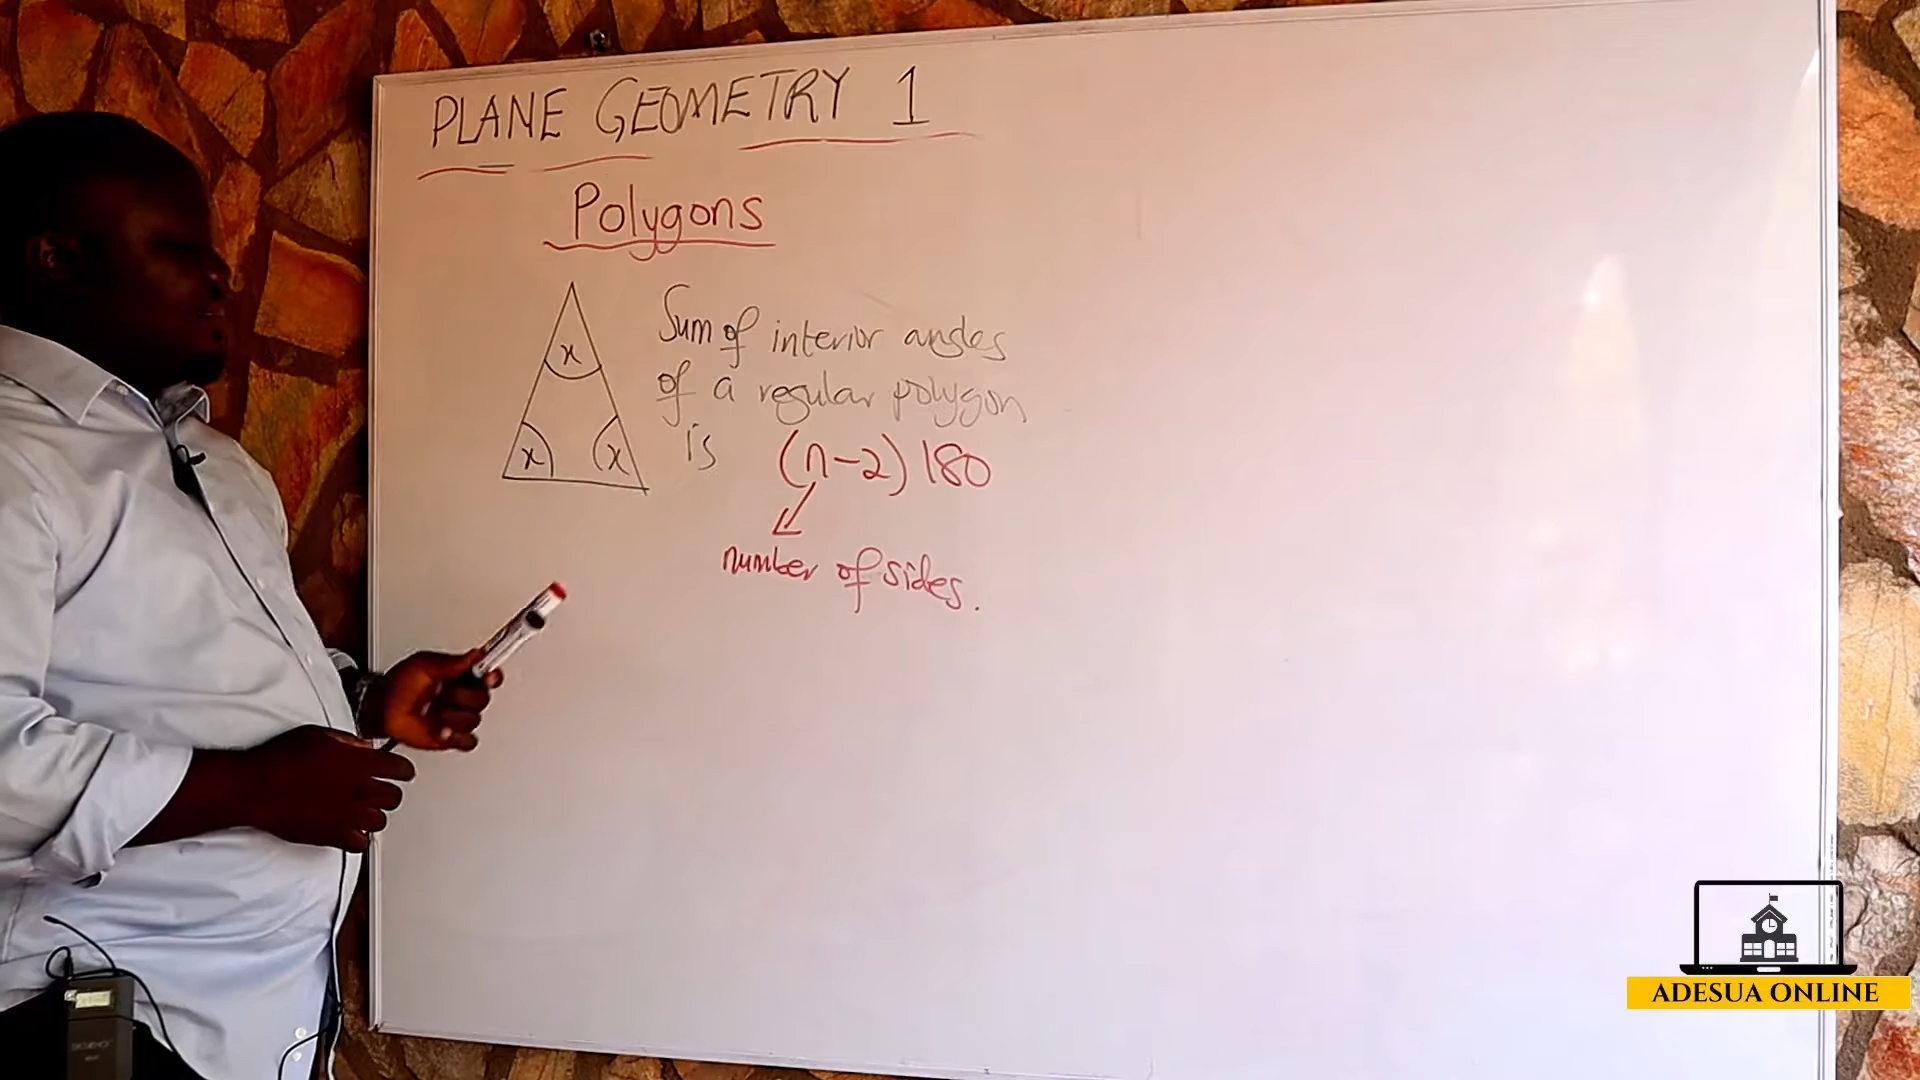 PLANE GEOMETRY 1
Polygons
x
x
x
Sum of interior angles
of a regular polygon
is (n-2) 180
number of sides.
ADESUA ONLINE